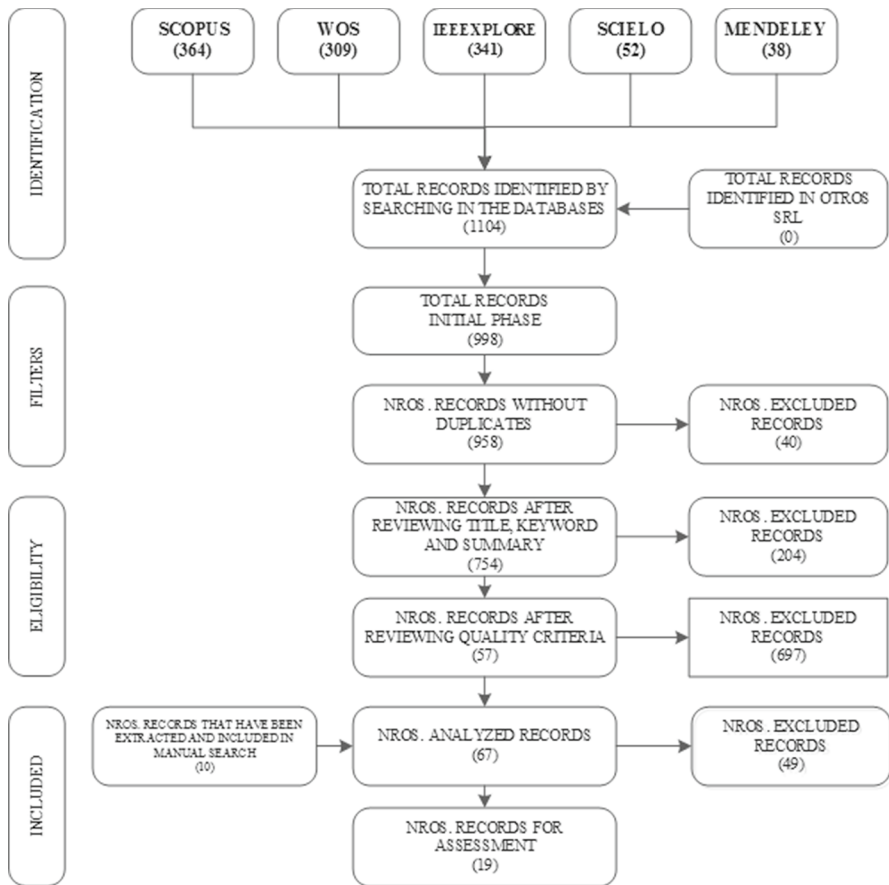 SCOPUS
(364)
WOS
(309)
IEEEXPLORE
(341)
SCIELO
(52)
MENDELEY
(38)
IDENTIFICATION
TOTAL RECORDS IDENTIFIED BY
SEARCHING IN THE DATABASES
(1104)
TOTAL RECORDS
IDENTIFIED IN OTROS
SRL
(0)
FILTERS
TOTAL RECORDS
INITIAL PHASE
(998)
NROS. RECORDS WITHOUT
DUPLICATES
(958)
NROS. EXCLUDED
RECORDS
(40)
ELIGIBILITY
NROS. RECORDS AFTER
REVIEWING TITLE, KEYWORD
AND SUMMARY
(754)
NROS. EXCLUDED
RECORDS
(204)
NROS. RECORDS AFTER
REVIEWING QUALITY CRITERIA
(57)
NROS. EXCLUDED
RECORDS
(697)
INCLUDED
NROS. RECORDS THAT HAVE BEEN
EXTRACTED AND INCLUDED IN
MANUAL SEARCH
(10)
NROS. ANALYZED RECORDS
(67)
NROS. EXCLUDED
RECORDS
(49)
NROS. RECORDS FOR
ASSESSMENT
(19)